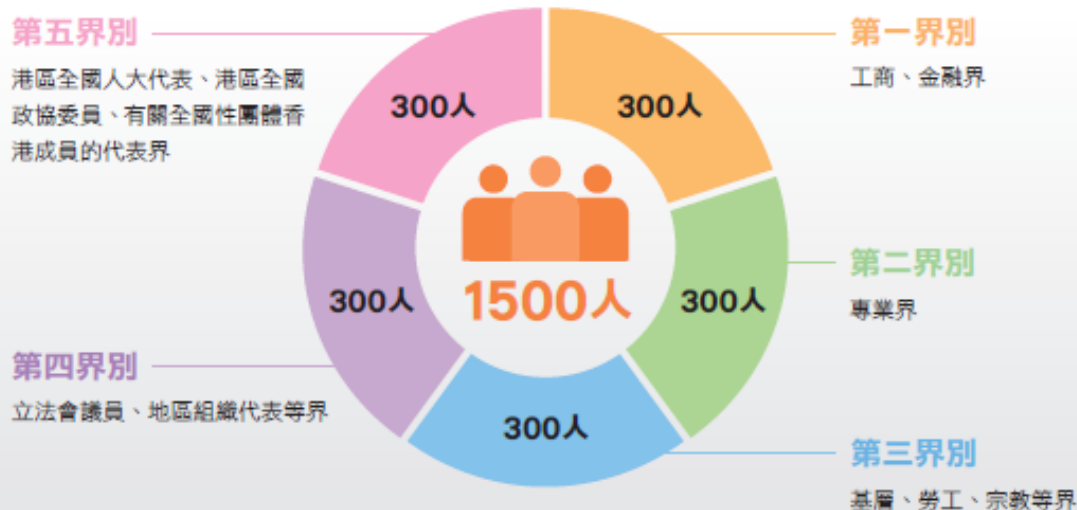 第五界別
港區全國人大代表、港區全國
政協委員、有關全國性團體香
港成員的代表界
300人
300人
第一界別
工商、金融界
1500人
300人
300人
第二界別
專業界
第四界別
立法會議員、地區組織代表等界
300人
第三界別
基層、勞工、宗教等界